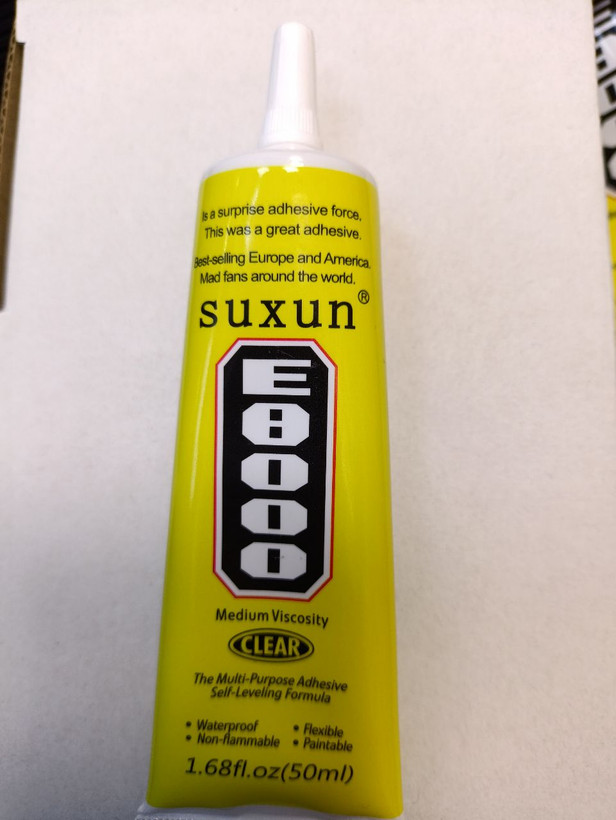 Is a surprise adhesive force,
This was a great adhesive.
Best-selling Europe and America,
Mad fans around the world.
suxun®
E8000
Medium Viscosity
CLEAR
The Multi-Purpose Adhesive
Self-Leveling Formula
• Waterproof • Flexible
• Non-flammable • Paintable
1.68fl.oz(50ml)